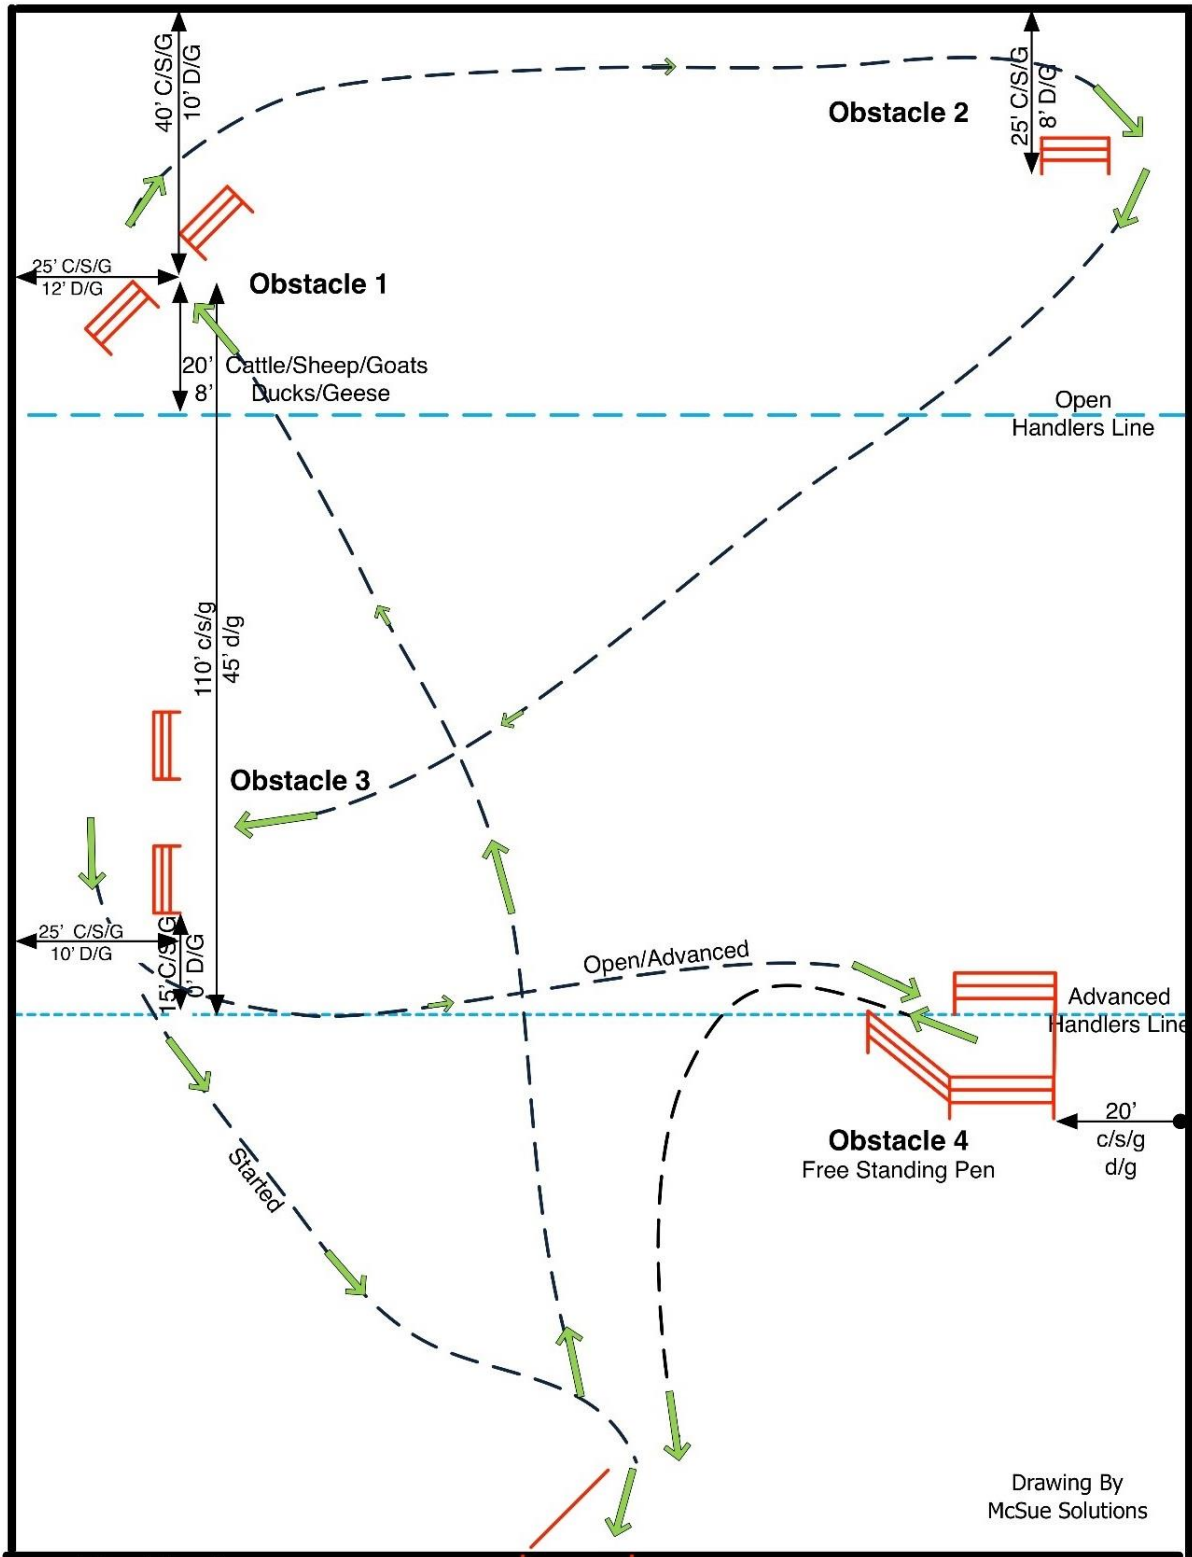 40' C/S/G
10' D/G
25' C/S/G
8' D/G
Obstacle 2
25' C/S/G
12' D/G
Obstacle 1
20' Cattle/Sheep/Goats
8' Ducks/Geese
Open
Handlers Line
110' c/s/g
45' d/g
Obstacle 3
25' C/S/G
10' D/G
15' C/S/G
0' D/G
Open/Advanced
Advanced
Handlers Line
20'
c/s/g
d/g
Obstacle 4
Free Standing Pen
Started
Drawing By
McSue Solutions